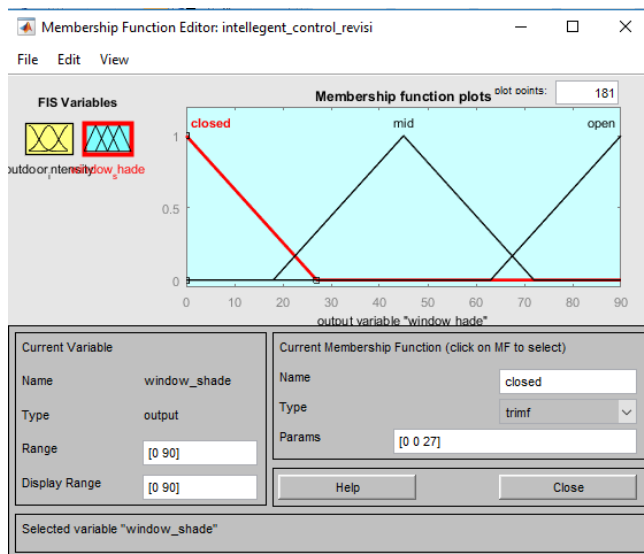 Membership Function Editor: intellegent_control_revisi
File Edit View
FIS Variables
Membership function plots
plot points:
181
closed
mid
open
1
0.5
0
0 10 20 30 40 50 60 70 80 90
output variable "window hade"
Current Variable
Name window_shade
Type output
Range [0 90]
Display Range [0 90]
Current Membership Function (click on MF to select)
Name closed
Type trimf
Params [0 0 27]
Help
Close
Selected variable "window_shade"